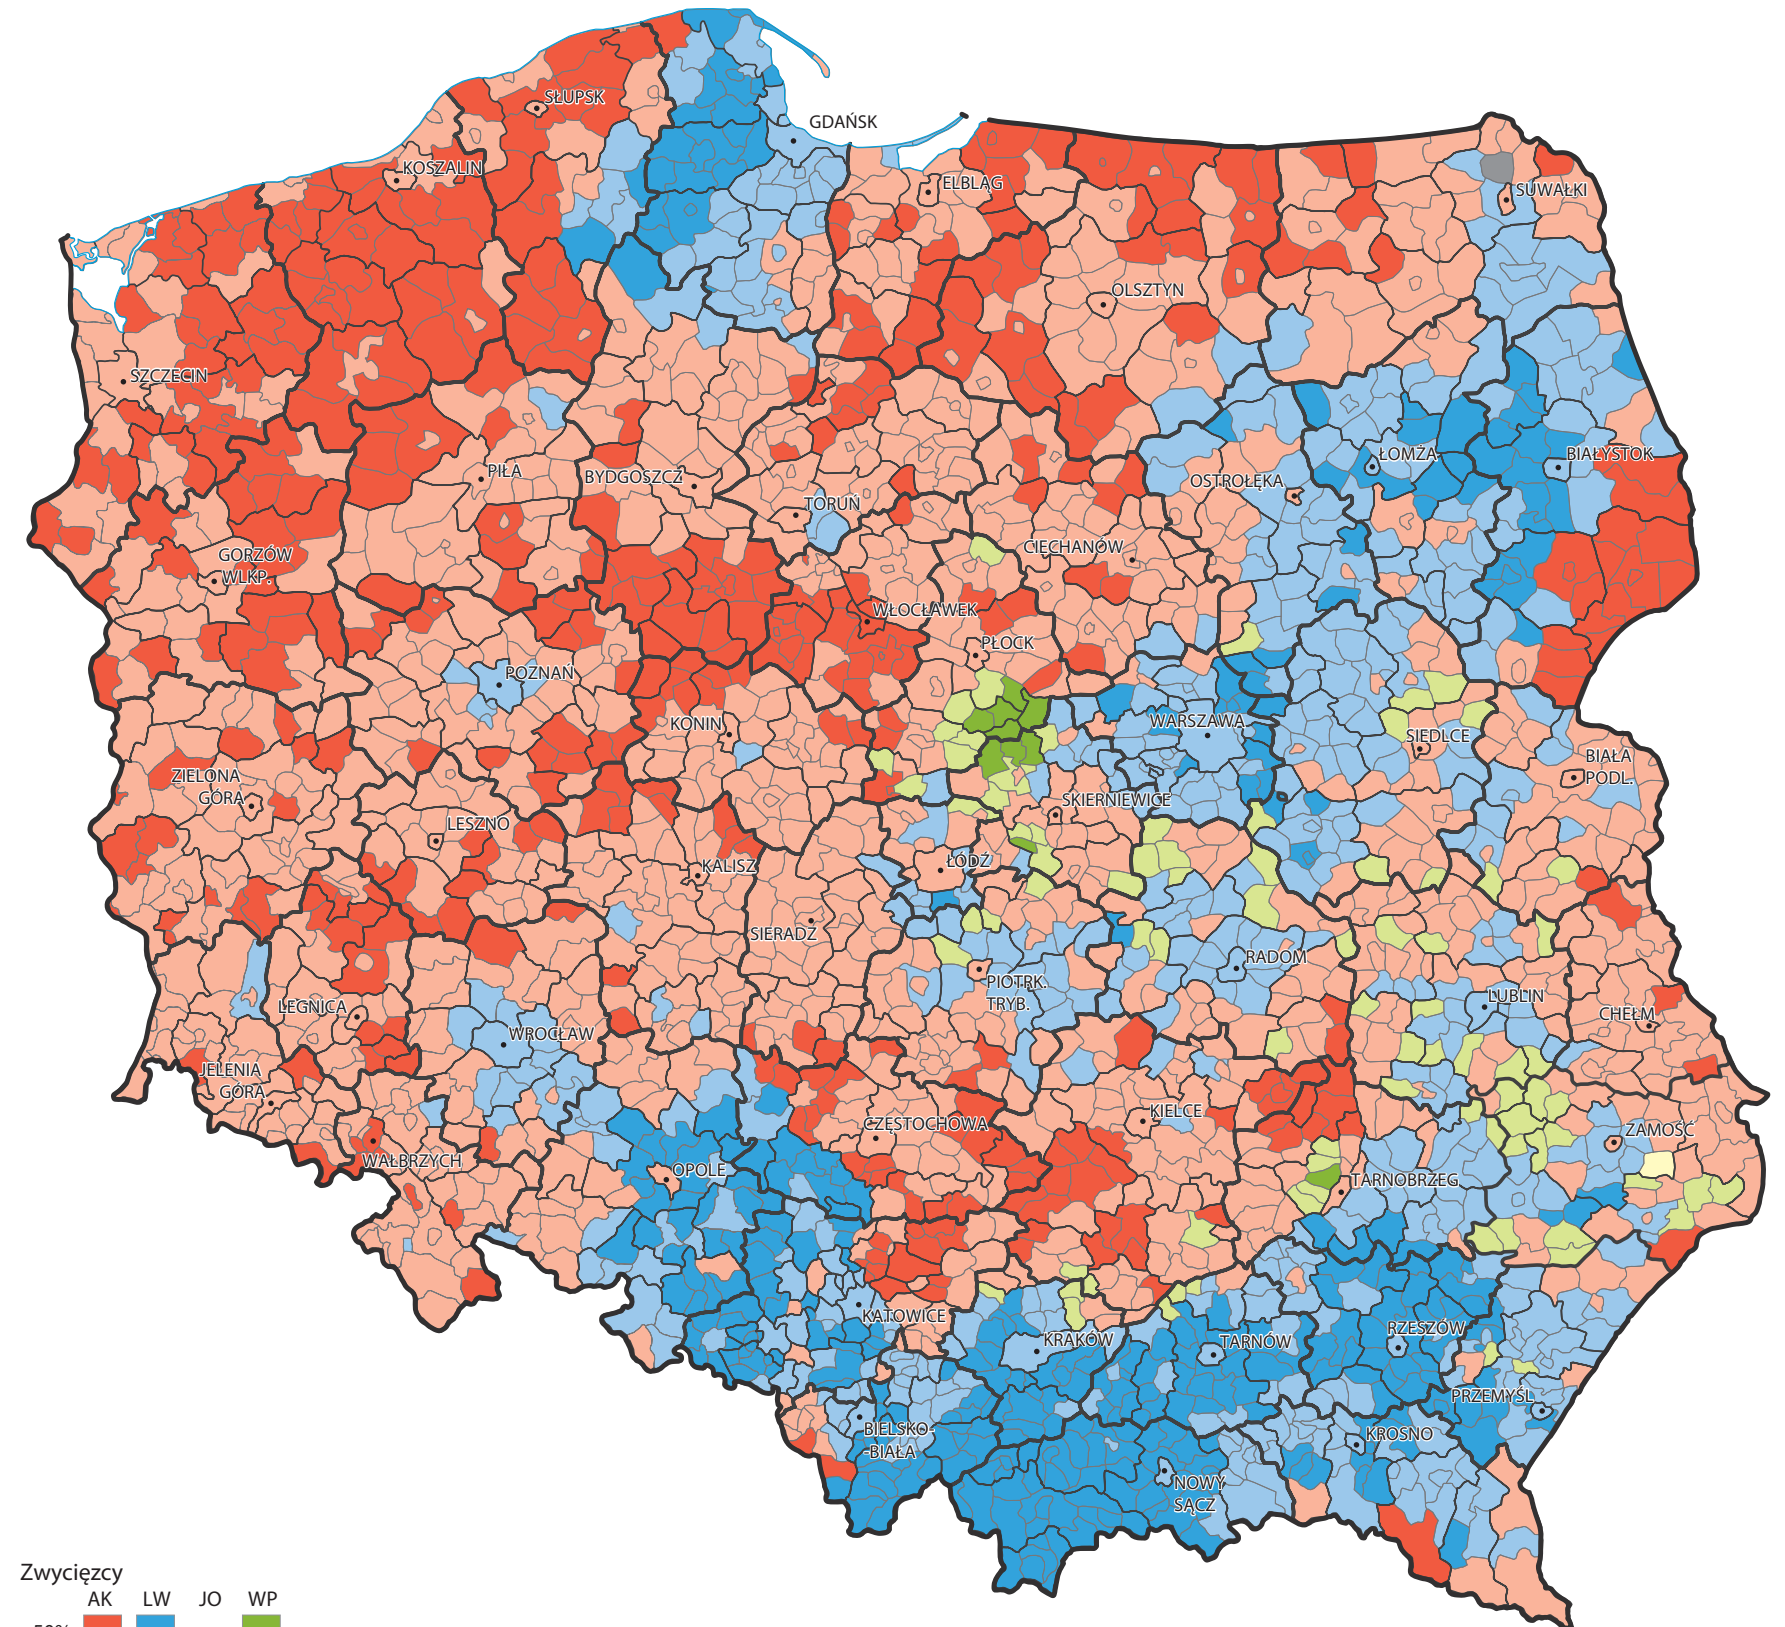 SŁUPSK
GDAŃSK
KOSZALIN
ELBLĄG
SUWAŁKI
OLSZTYN
SZCZECIN
PIŁA
BYDGOSZCZ
TORUŃ
OSTROŁĘKA
ŁOMŻA
BIAŁYSTOK
GORZÓW
WLKP.
CIECHANÓW
WŁOCŁAWEK
PŁOCK
POZNAŃ
KONIN
WARSZAWA
SIEDLCE
BIAŁA
PODL.
ZIELONA
GÓRA
LESZNO
SKIERNIEWICE
KALISZ
ŁÓDŹ
SIERADZ
PIOTRK.
TRYB.
RADOM
LEGNICA
WROCŁAW
LUBLIN
CHEŁM
JELENIA
GÓRA
WAŁBRZYCH
CZĘSTOCHOWA
KIELCE
ZAMOŚĆ
OPOLE
TARNOBRZEG
KATOWICE
KRAKÓW
TARNÓW
RZESZÓW
PRZEMYŚL
BIELSKO-
-BIAŁA
KROSNO
NOWY
SĄCZ
Zwycięzcy
AK LW JO WP